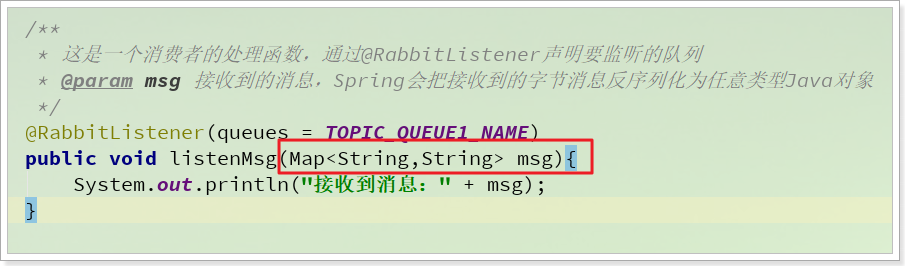 /**
 * 这是一个消费者的处理函数，通过@RabbitListener声明要监听的队列
 * @param msg 接收到的消息，Spring会把接收到的字节消息反序列化为任意类型Java对象
 */
@RabbitListener(queues = TOPIC_QUEUE1_NAME)
public void listenMsg(Map<String,String> msg){
    System.out.println("接收到消息：" + msg);
}